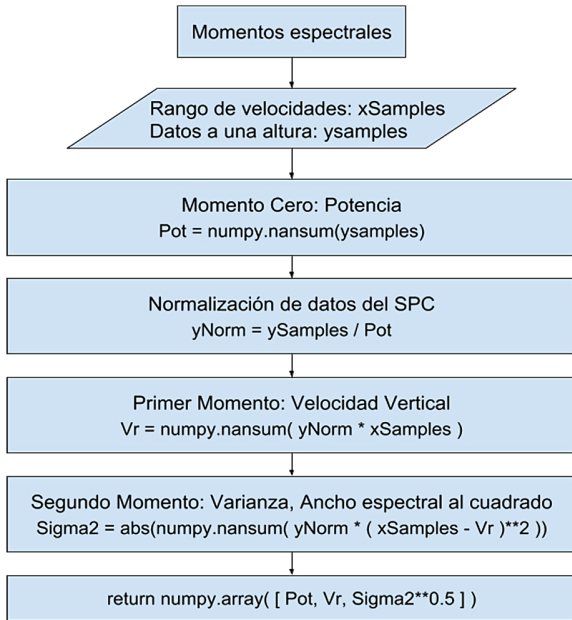 Momentos espectrales
Rango de velocidades: xSamples
Datos a una altura: ysamples
Momento Cero: Potencia
Pot = numpy.nansum(ysamples)
Normalización de datos del SPC
yNorm = ySamples / Pot
Primer Momento: Velocidad Vertical
Vr = numpy.nansum( yNorm * xSamples )
Segundo Momento: Varianza, Ancho espectral al cuadrado
Sigma2 = abs(numpy.nansum( yNorm * ( xSamples - Vr )**2 ))
return numpy.array( [ Pot, Vr, Sigma2**0.5 ] )